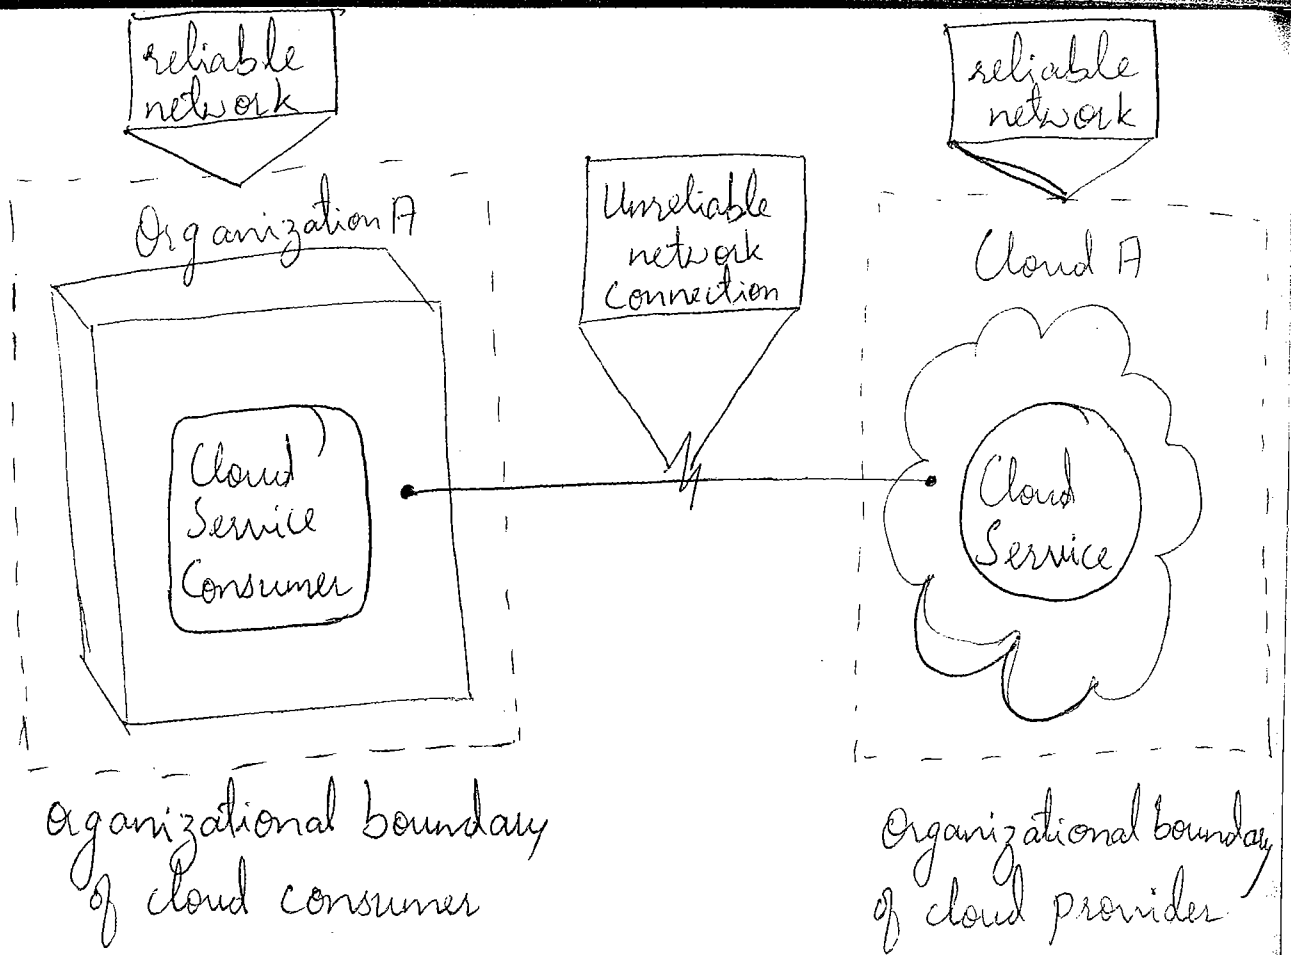 reliable
network
reliable
network
Unreliable
network
connection
Organization A
Cloud A
Cloud
Service
Consumer
Cloud
Service
Organizational boundary
of cloud consumer
Organizational boundary
of cloud provider